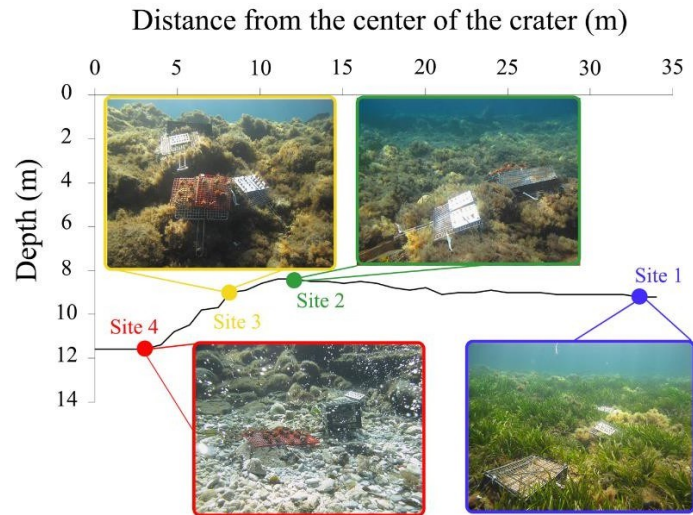 Distance from the center of the crater (m)
0 5 10 15 20 25 30 35
Depth (m)
0
2
4
6
8
10
12
14
Site 1
Site 2
Site 3
Site 4